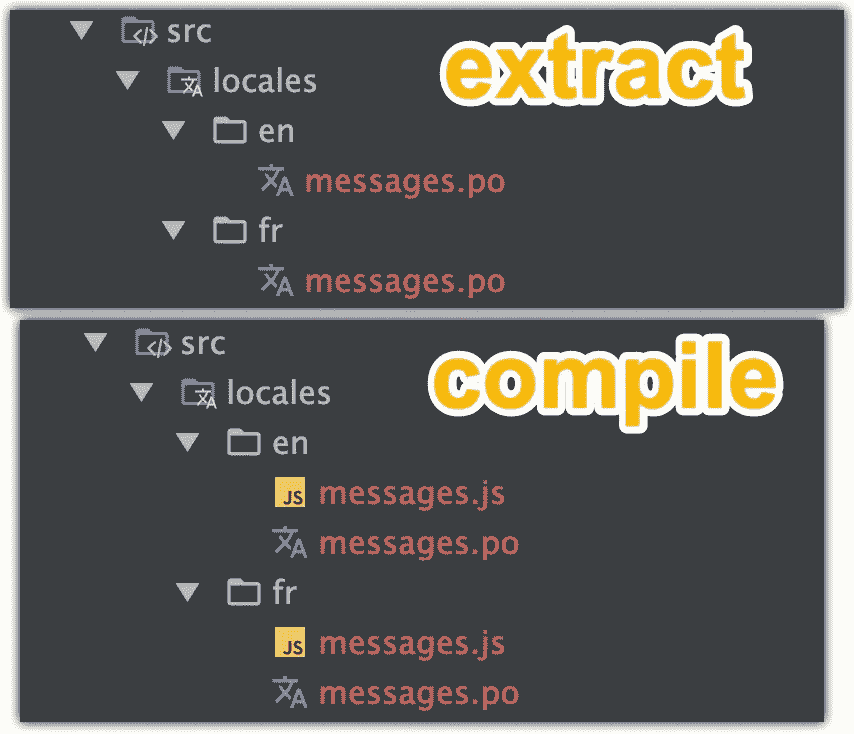 src
extract
locales
en
messages.po
fr
messages.po
src
compile
locales
en
JS messages.js
messages.po
fr
JS messages.js
messages.po